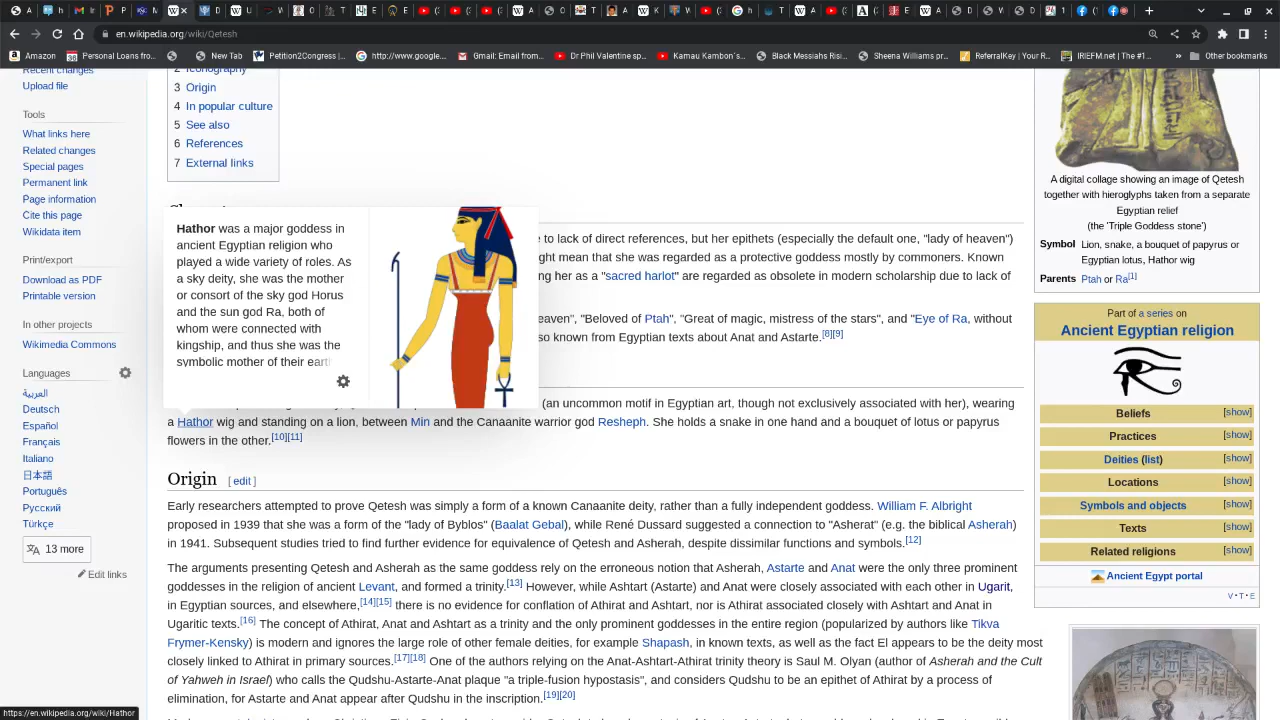 en.wikipedia.org/wiki/Qetesh
Amazon
Personal Loans fro...
New Tab
Petition2Congress |...
http://www.google...
Gmail: Email from...
Dr Phil Valentine sp...
Kamau Kambon`s...
Black Messiahs Risi...
Sheena Williams pr...
ReferralKey | Your R...
IRIEFM.net | The #1...
»
Other bookmarks
Recent changes
Upload file
Tools
What links here
Related changes
Special pages
Permanent link
Page information
Cite this page
Wikidata item
Print/export
Download as PDF
Printable version
In other projects
Wikimedia Commons
Languages
العربية
Deutsch
Español
Français
Italiano
日本語
Português
Русский
Türkçe
13 more
Edit links
2 Iconography
3 Origin
4 In popular culture
5 See also
6 References
7 External links
Hathor was a major goddess in
ancient Egyptian religion who
played a wide variety of roles. As
a sky deity, she was the mother
or consort of the sky god Horus
and the sun god Ra, both of
whom were connected with
kingship, and thus she was the
symbolic mother of their eart
e to lack of direct references, but her epithets (especially the default one, "lady of heaven")
ght mean that she was regarded as a protective goddess mostly by commoners. Known
ng her as a "sacred harlot" are regarded as obsolete in modern scholarship due to lack of
eaven", "Beloved of Ptah", "Great of magic, mistress of the stars", and "Eye of Ra, without
so known from Egyptian texts about Anat and Astarte.[8][9]
(an uncommon motif in Egyptian art, though not exclusively associated with her), wearing
a Hathor wig and standing on a lion, between Min and the Canaanite warrior god Resheph. She holds a snake in one hand and a bouquet of lotus or papyrus
flowers in the other.[10][11]
Origin [ edit ]
Early researchers attempted to prove Qetesh was simply a form of a known Canaanite deity, rather than a fully independent goddess. William F. Albright
proposed in 1939 that she was a form of the "lady of Byblos" (Baalat Gebal), while René Dussard suggested a connection to "Asherat" (e.g. the biblical Asherah)
in 1941. Subsequent studies tried to find further evidence for equivalence of Qetesh and Asherah, despite dissimilar functions and symbols.[12]
The arguments presenting Qetesh and Asherah as the same goddess rely on the erroneous notion that Asherah, Astarte and Anat were the only three prominent
goddesses in the religion of ancient Levant, and formed a trinity.[13] However, while Ashtart (Astarte) and Anat were closely associated with each other in Ugarit,
in Egyptian sources, and elsewhere,[14][15] there is no evidence for conflation of Athirat and Ashtart, nor is Athirat associated closely with Ashtart and Anat in
Ugaritic texts.[16] The concept of Athirat, Anat and Ashtart as a trinity and the only prominent goddesses in the entire region (popularized by authors like Tikva
Frymer-Kensky) is modern and ignores the large role of other female deities, for example Shapash, in known texts, as well as the fact El appears to be the deity most
closely linked to Athirat in primary sources.[17][18] One of the authors relying on the Anat-Ashtart-Athirat trinity theory is Saul M. Olyan (author of Asherah and the Cult
of Yahweh in Israel) who calls the Qudshu-Astarte-Anat plaque "a triple-fusion hypostasis", and considers Qudshu to be an epithet of Athirat by a process of
elimination, for Astarte and Anat appear after Qudshu in the inscription.[19][20]
A digital collage showing an image of Qetesh
together with hieroglyphs taken from a separate
Egyptian relief
(the 'Triple Goddess stone')
Symbol Lion, snake, a bouquet of papyrus or
Egyptian lotus, Hathor wig
Parents Ptah or Ra[1]
Part of a series on
Ancient Egyptian religion
Beliefs [show]
Practices [show]
Deities (list) [show]
Locations [show]
Symbols and objects [show]
Texts [show]
Related religions [show]
Ancient Egypt portal
V·T·E
https://en.wikipedia.org/wiki/Hathor